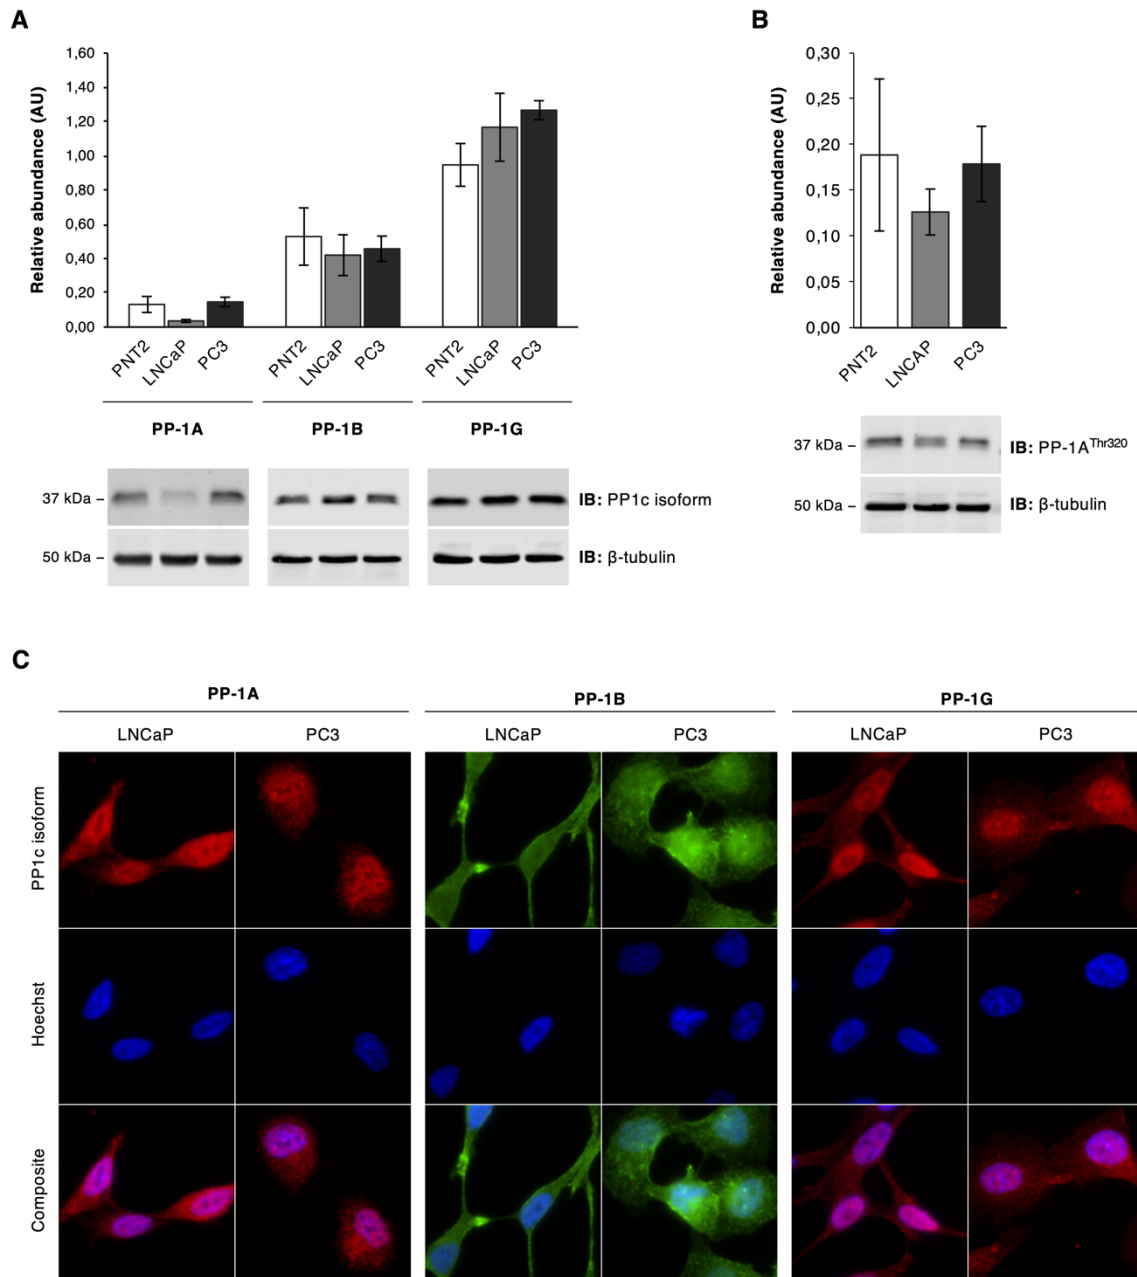 A
Relative abundance (AU)
1,60
1,40
1,20
1,00
0,80
0,60
0,40
0,20
0,00
PNT2
LNCaP
PC3
PNT2
LNCaP
PC3
PNT2
LNCaP
PC3
PP-1A
PP-1B
PP-1G
37 kDa –
IB: PP1c isoform
50 kDa –
IB: β-tubulin
B
Relative abundance (AU)
0,30
0,25
0,20
0,15
0,10
0,05
0,00
PNT2
LNCAP
PC3
37 kDa –
IB: PP-1AThr320
50 kDa –
IB: β-tubulin
C
PP-1A
PP-1B
PP-1G
LNCaP
PC3
LNCaP
PC3
LNCaP
PC3
PP1c isoform
Hoechst
Composite